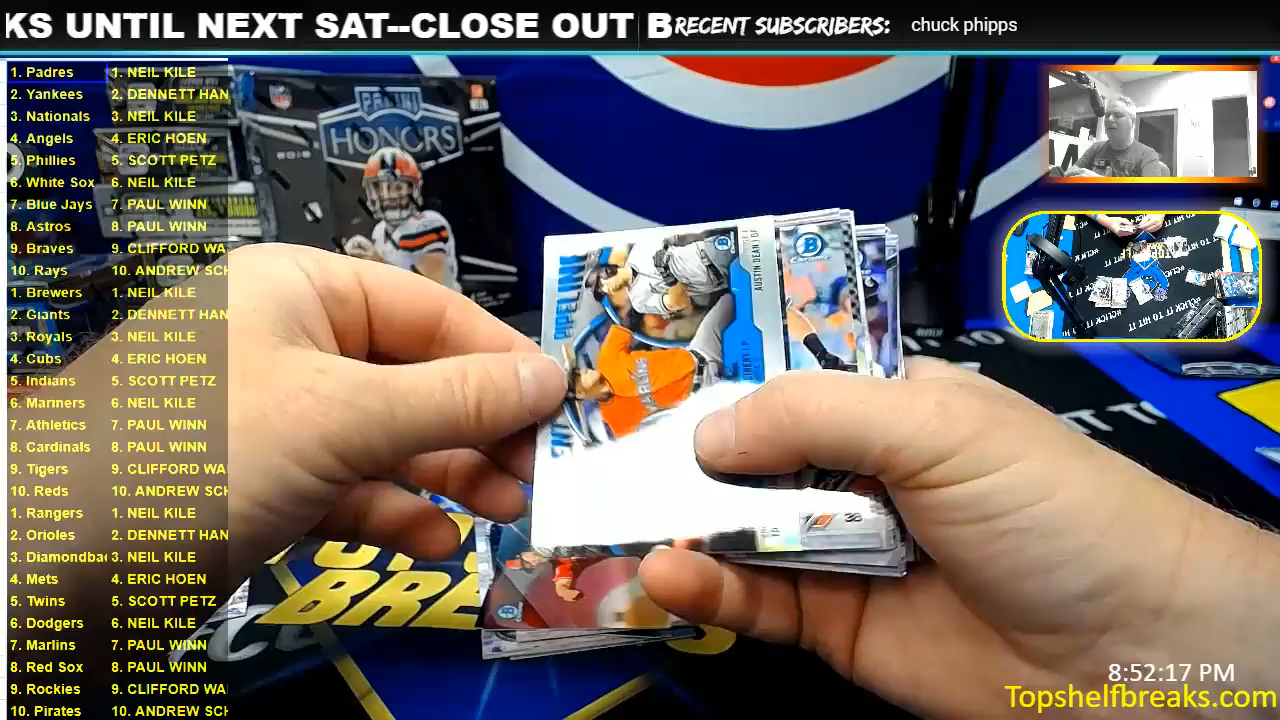 KS UNTIL NEXT SAT--CLOSE OUT B
RECENT SUBSCRIBERS: chuck phipps
1. Padres 1. NEIL KILE
2. Yankees 2. DENNETT HAN
3. Nationals 3. NEIL KILE
4. Angels 4. ERIC HOEN
5. Phillies 5. SCOTT PETZ
6. White Sox 6. NEIL KILE
7. Blue Jays 7. PAUL WINN
8. Astros 8. PAUL WINN
9. Braves 9. CLIFFORD WA
10. Rays 10. ANDREW SCH
1. Brewers 1. NEIL KILE
2. Giants 2. DENNETT HAN
3. Royals 3. NEIL KILE
4. Cubs 4. ERIC HOEN
5. Indians 5. SCOTT PETZ
6. Mariners 6. NEIL KILE
7. Athletics 7. PAUL WINN
8. Cardinals 8. PAUL WINN
9. Tigers 9. CLIFFORD WA
10. Reds 10. ANDREW SCH
1. Rangers 1. NEIL KILE
2. Orioles 2. DENNETT HAN
3. Diamondba 3. NEIL KILE
4. Mets 4. ERIC HOEN
5. Twins 5. SCOTT PETZ
6. Dodgers 6. NEIL KILE
7. Marlins 7. PAUL WINN
8. Red Sox 8. PAUL WINN
9. Rockies 9. CLIFFORD WA
10. Pirates 10. ANDREW SCH
PANINI
HONORS
AUSTIN DEAN | OF
B
Chrome
BRE
8:52:17 PM
Topshelfbreaks.com